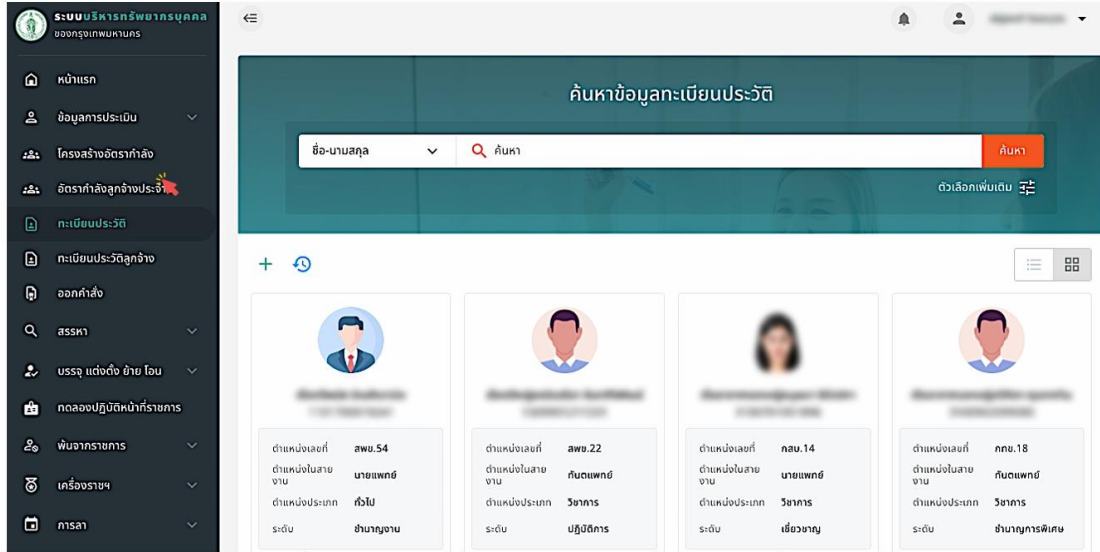 ระบบบริหารทรัพยากรบุคคล
ของกรุงเทพมหานคร
หน้าแรก
ข้อมูลการประเมิน
โครงสร้างอัตรากำลัง
อัตรากำลังลูกจ้างประจำ
ทะเบียนประวัติ
ทะเบียนประวัติลูกจ้าง
ออกคำสั่ง
สรรหา
บรรจุ แต่งตั้ง ย้าย โอน
ทดลองปฏิบัติหน้าที่ราชการ
พ้นจากราชการ
เครื่องราชฯ
การลา
ค้นหาข้อมูลทะเบียนประวัติ
ชื่อ-นามสกุล ค้นหา ค้นหา
ตัวเลือกเพิ่มเติม
ตำแหน่งเลขที่ สพข.54
ตำแหน่งในสาย
งาน
นายแพทย์
ตำแหน่งประเภท ทั่วไป
ระดับ ชำนาญงาน
ตำแหน่งเลขที่ สพข.22
ตำแหน่งในสาย
งาน
ทันตแพทย์
ตำแหน่งประเภท วิชาการ
ระดับ ปฏิบัติการ
ตำแหน่งเลขที่ กสบ.14
ตำแหน่งในสาย
งาน
นายแพทย์
ตำแหน่งประเภท วิชาการ
ระดับ เชี่ยวชาญ
ตำแหน่งเลขที่ กทข.18
ตำแหน่งในสาย
งาน
ทันตแพทย์
ตำแหน่งประเภท วิชาการ
ระดับ ชำนาญการพิเศษ